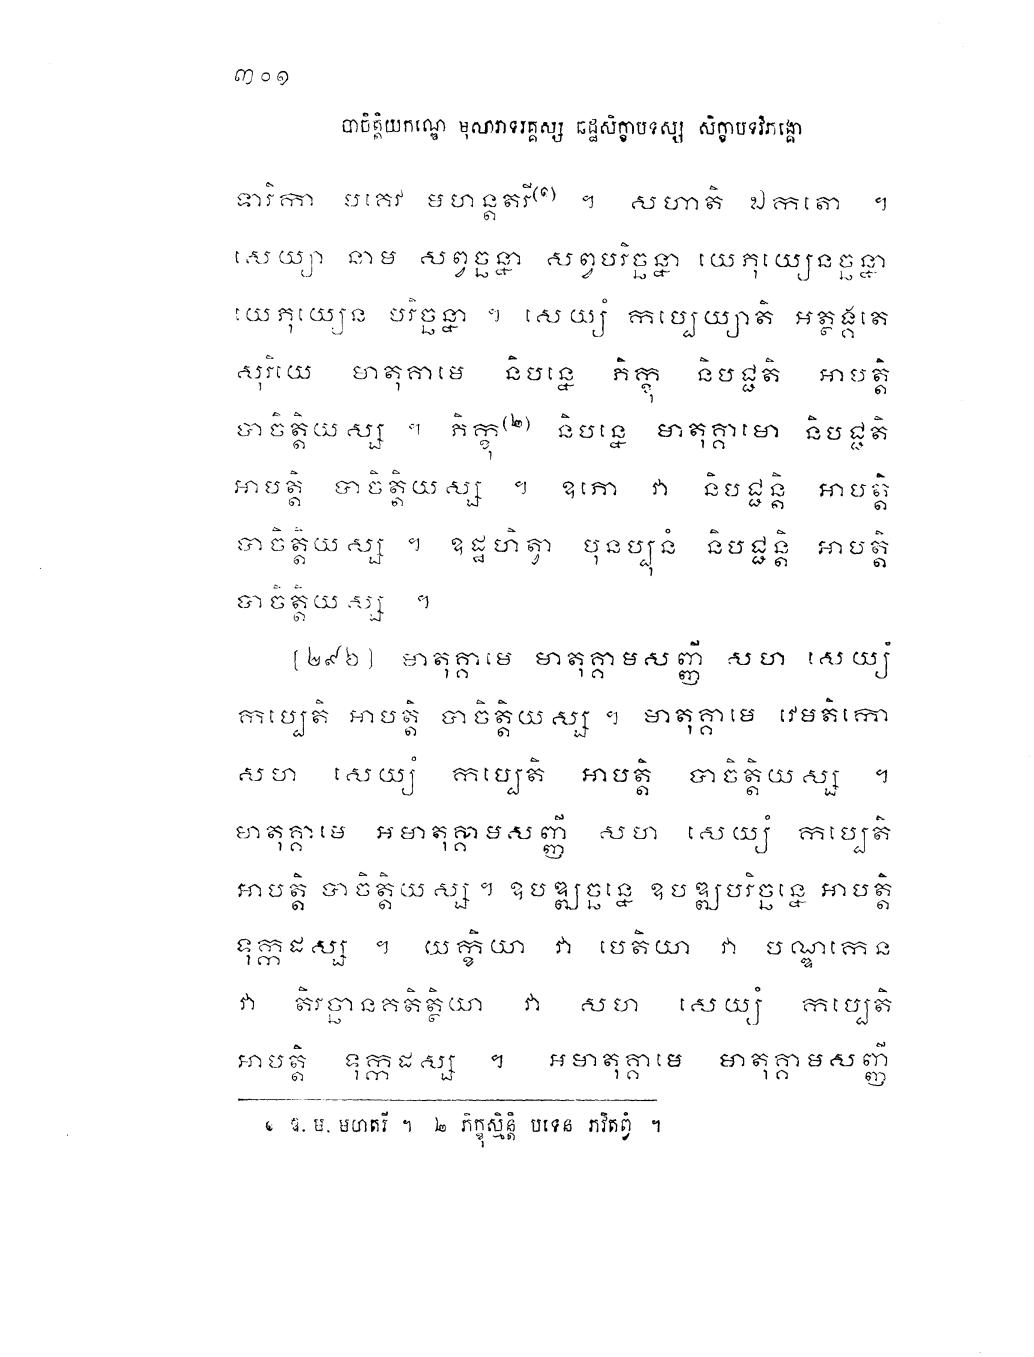 ៣០១
បាចិត្តិយកណ្ឌេ មុសាវាទវគ្គស្ស ឆដ្ឋសិក្ខាបទស្ស សិក្ខាបទវិភង្គោ
ទារិកា បគេវ មហន្តតរី(១) ។ សហាតិ ឯកតោ ។
សេយ្យា នាម សព្វច្ឆន្នា សព្វបរិច្ឆន្នា យេភុយ្យេនច្ឆន្នា
យេភុយ្យេន បរិច្ឆន្នា ។ សេយ្យំ កប្បេយ្យាតិ អត្ថង្គតេ
សុរិយេ មាតុគាមេ និបន្នេ ភិក្ខុ និបជ្ជតិ អាបត្តិ
បាចិត្តិយស្ស ។ ភិក្ខុ(២) និបន្នេ មាតុគ្គាមោ និបជ្ជតិ
អាបត្តិ បាចិត្តិយស្ស ។ ឧភោ វា និបជ្ជន្តិ អាបត្តិ
បាចិត្តិយស្ស ។ ឧដ្ឋហិត្វា បុនប្បុនំ និបជ្ជន្តិ អាបត្តិ
បាចិត្តិយស្ស ។
[២៩៦] មាតុគ្គាមេ មាតុគ្គាមសញ្ញី សហ សេយ្យំ
កប្បេតិ អាបត្តិ បាចិត្តិយស្ស ។ មាតុគ្គាមេ វេមតិកោ
សហ សេយ្យំ កប្បេតិ អាបត្តិ បាចិត្តិយស្ស ។
មាតុគ្គាមេ អមាតុគ្គាមសញ្ញី សហ សេយ្យំ កប្បេតិ
អាបត្តិ បាចិត្តិយស្ស ។ ឧបឌ្ឍច្ឆន្នេ ឧបឌ្ឍបរិច្ឆន្នេ អាបត្តិ
ទុក្កដស្ស ។ យក្ខិយា វា បេតិយា វា បណ្ឌកេន
វា តិរច្ឆានគតិត្ថិយា វា សហ សេយ្យំ កប្បេតិ
អាបត្តិ ទុក្កដស្ស ។ អមាតុគ្គាមេ មាតុគ្គាមសញ្ញី
១ ឱ. ម. មហតរី ។ ២ ភិក្ខុស្មិន្តិ បទេន ភវិតព្វំ ។